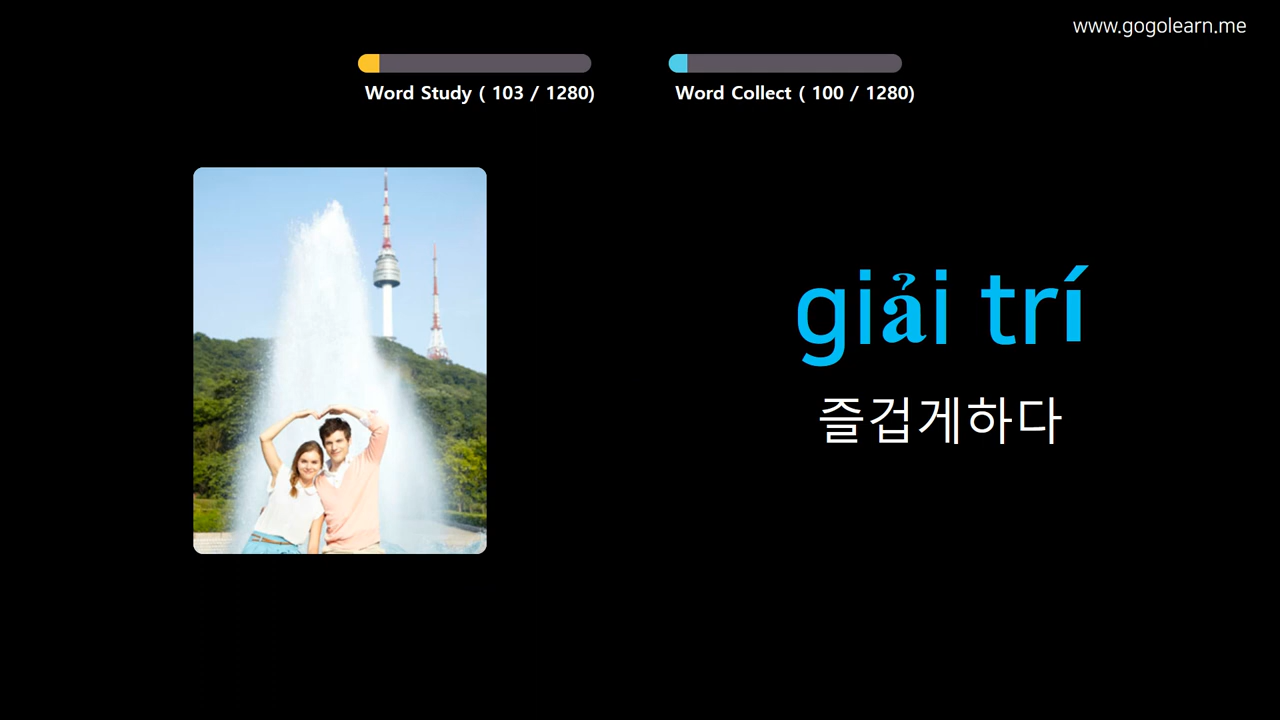 www.gogolearn.me
Word Study ( 103 / 1280)
Word Collect ( 100 / 1280)
giải trí
즐겁게하다